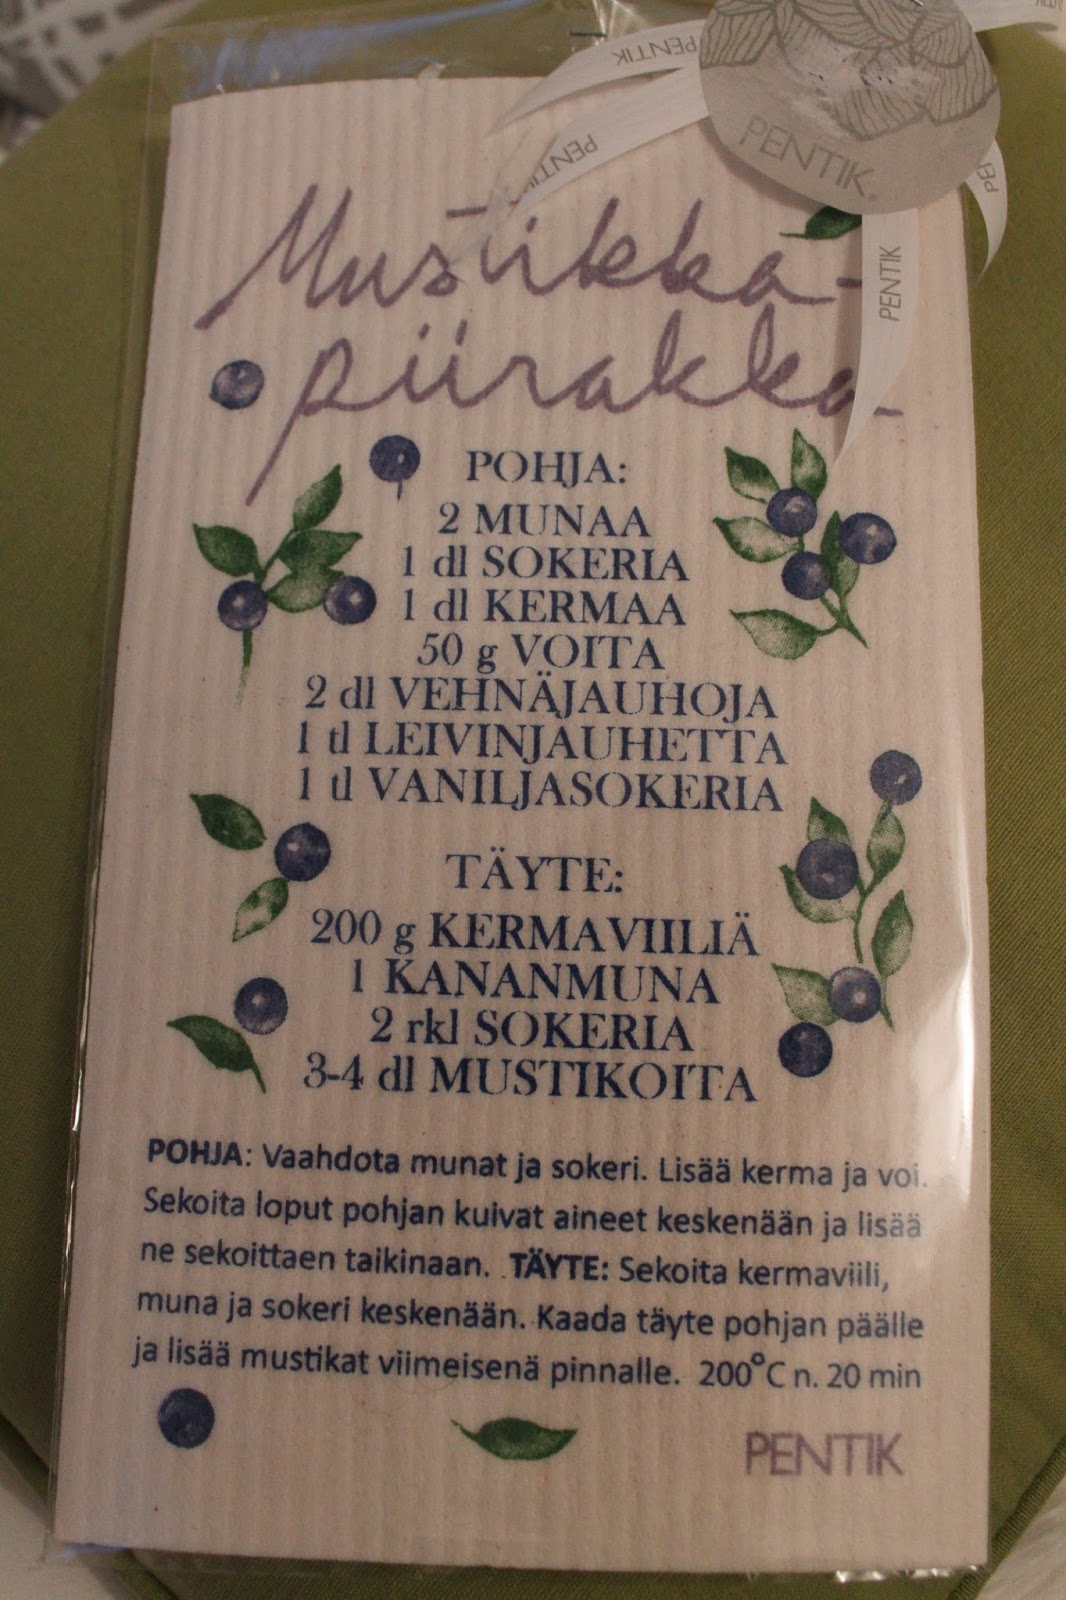 PENTIK
PENTIK
PENTIK
PENTIK.
PENTIK
Mustikka-
piirakka
POHJA:
2 MUNAA
1 dl SOKERIA
1 dl KERMAA
50 g VOITA
2 dl VEHNÄJAUHOJA
1 tl LEIVINJAUHETTA
1 tl VANILJASOKERIA
TÄYTE:
200 g KERMAVIILIÄ
1 KANANMUNA
2 rkl SOKERIA
3-4 dl MUSTIKOITA
POHJA: Vaahdota munat ja sokeri. Lisää kerma ja voi.
Sekoita loput pohjan kuivat aineet keskenään ja lisää
ne sekoittaen taikinaan. TÄYTE: Sekoita kermaviili,
muna ja sokeri keskenään. Kaada täyte pohjan päälle
ja lisää mustikat viimeisenä pinnalle. 200°C n. 20 min
PENTIK